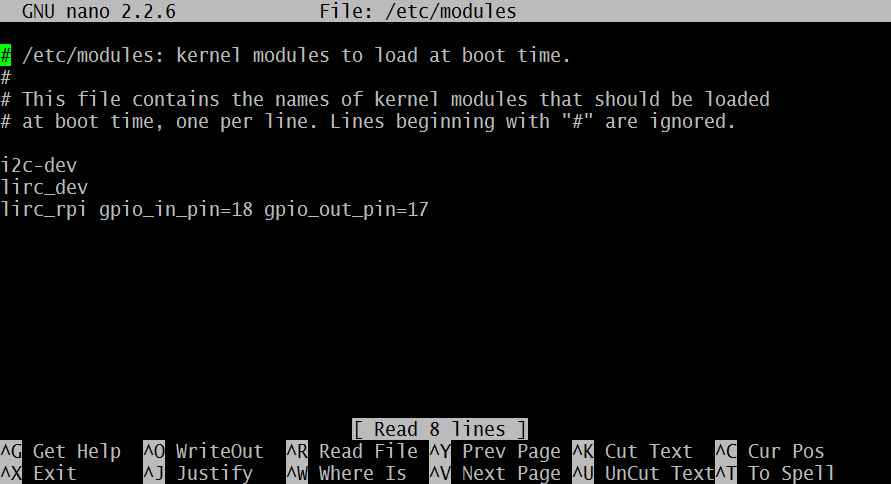 GNU nano 2.2.6 File: /etc/modules
# /etc/modules: kernel modules to load at boot time.
#
# This file contains the names of kernel modules that should be loaded
# at boot time, one per line. Lines beginning with "#" are ignored.
i2c-dev
lirc_dev
lirc_rpi gpio_in_pin=18 gpio_out_pin=17
[ Read 8 lines ]
^G Get Help ^O WriteOut ^R Read File ^Y Prev Page ^K Cut Text ^C Cur Pos
^X Exit ^J Justify ^W Where Is ^V Next Page ^U UnCut Text ^T To Spell